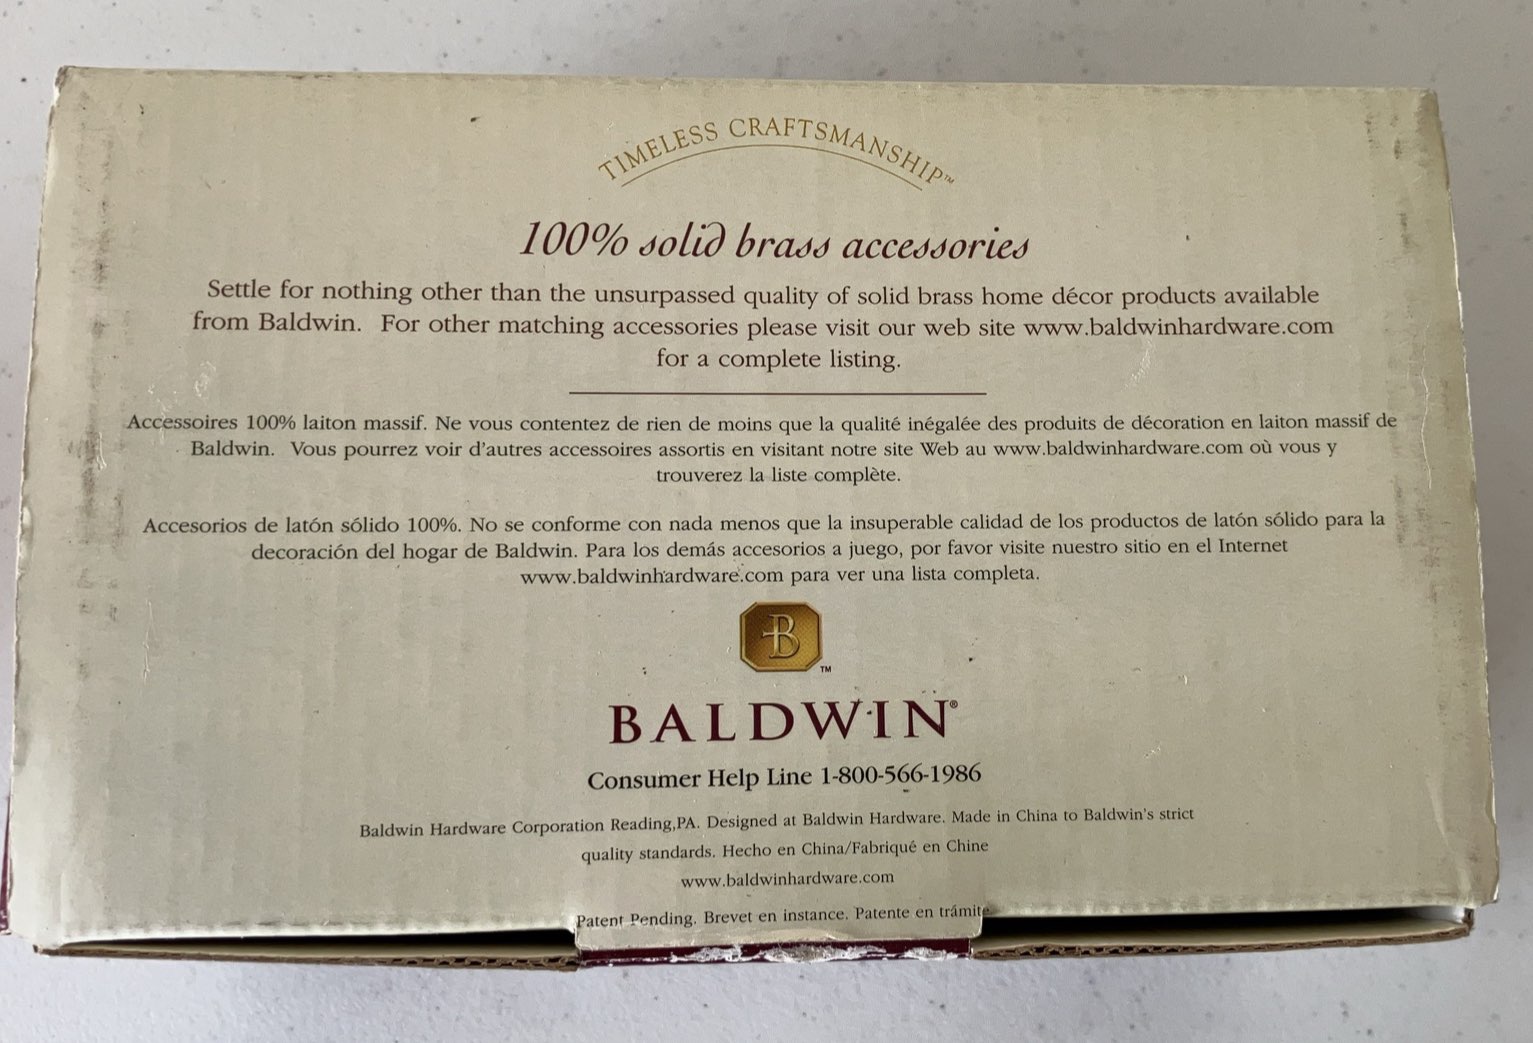 TIMELESS CRAFTSMANSHIP™
100% solid brass accessories
Settle for nothing other than the unsurpassed quality of solid brass home décor products available
from Baldwin. For other matching accessories please visit our web site www.baldwinhardware.com
for a complete listing.
Accessoires 100% laiton massif. Ne vous contentez de rien de moins que la qualité inégalée des produits de décoration en laiton massif de
Baldwin. Vous pourrez voir d'autres accessoires assortis en visitant notre site Web au www.baldwinhardware.com où vous y
trouverez la liste complète.
Accesorios de latón sólido 100%. No se conforme con nada menos que la insuperable calidad de los productos de latón sólido para la
decoración del hogar de Baldwin. Para los demás accesorios a juego, por favor visite nuestro sitio en el Internet
www.baldwinhardware.com para ver una lista completa.
B™
BALDWIN®
Consumer Help Line 1-800-566-1986
Baldwin Hardware Corporation Reading,PA. Designed at Baldwin Hardware. Made in China to Baldwin's strict
quality standards. Hecho en China/Fabriqué en Chine
www.baldwinhardware.com
Patent Pending. Brevet en instance. Patente en trámite